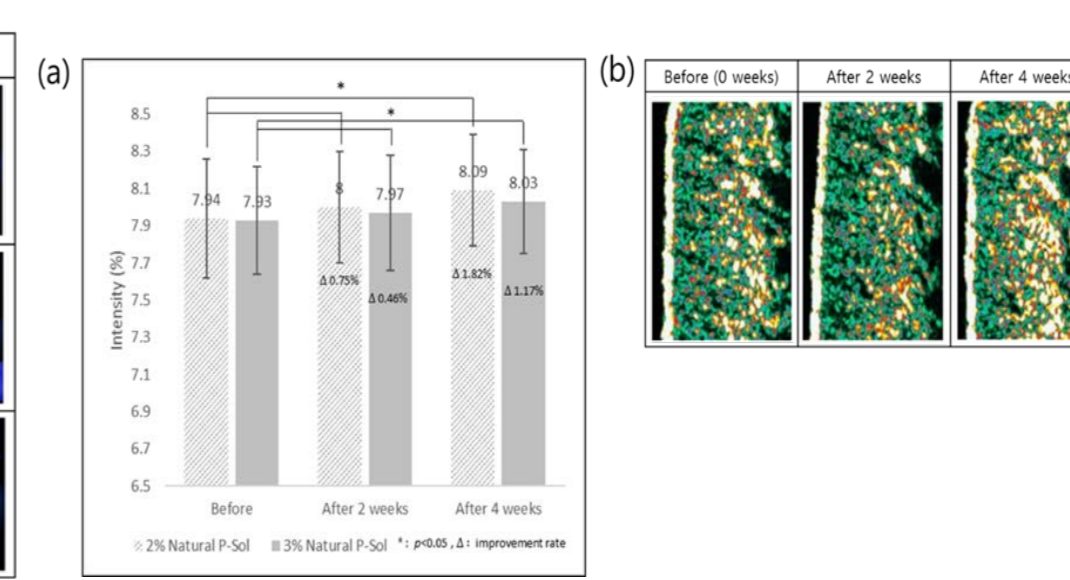 (a)
*
*
8.5
8.3
8.1
7.9
7.7
7.5
7.3
7.1
6.9
6.7
6.5
Intensity (%)
7.94
7.93
8
7.97
8.09
8.03
Δ 0.75%
Δ 0.46%
Δ 1.82%
Δ 1.17%
Before
After 2 weeks
After 4 weeks
2% Natural P-Sol
3% Natural P-Sol
* : p<0.05 , Δ : improvement rate
(b)
Before (0 weeks)
After 2 weeks
After 4 weeks